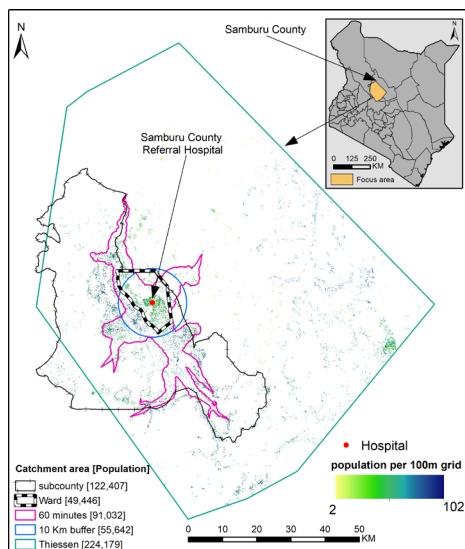 N
Samburu County
N
0 125 250
KM
Focus area
Samburu County
Referral Hospital
Hospital
Catchment area [Population]
subcounty [122,407]
Ward [49,446]
60 minutes [91,032]
10 Km buffer [55,642]
Thiessen [224,179]
population per 100m grid
2 102
0 10 20 30 40 50
KM